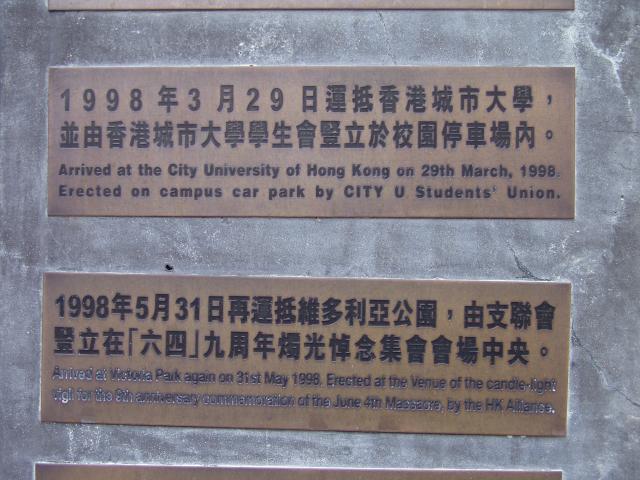 1998年3月29日運抵香港城市大學，
並由香港城市大學學生會豎立於校園停車場內。
Arrived at the City University of Hong Kong on 29th March, 1998.
Erected on campus car park by CITY U Students' Union.
1998年5月31日再運抵維多利亞公園，由支聯會
豎立在「六四」九周年燭光悼念集會會場中央。
Arrived at Victoria Park again on 31st May 1998. Erected at the Venue of the candle-light
vigil for the 9th anniversary commemoration of the June 4th Massacre, by the HK Alliance.